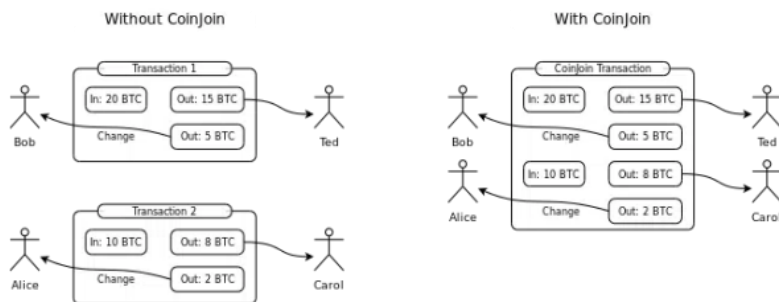 Without CoinJoin
Transaction 1
In: 20 BTC
Out: 15 BTC
Bob
Change
Out: 5 BTC
Ted
Transaction 2
In: 10 BTC
Out: 8 BTC
Alice
Change
Out: 2 BTC
Carol
With CoinJoin
CoinJoin Transaction
In: 20 BTC
Out: 15 BTC
Bob
Change
Out: 5 BTC
Ted
In: 10 BTC
Out: 8 BTC
Alice
Change
Out: 2 BTC
Carol